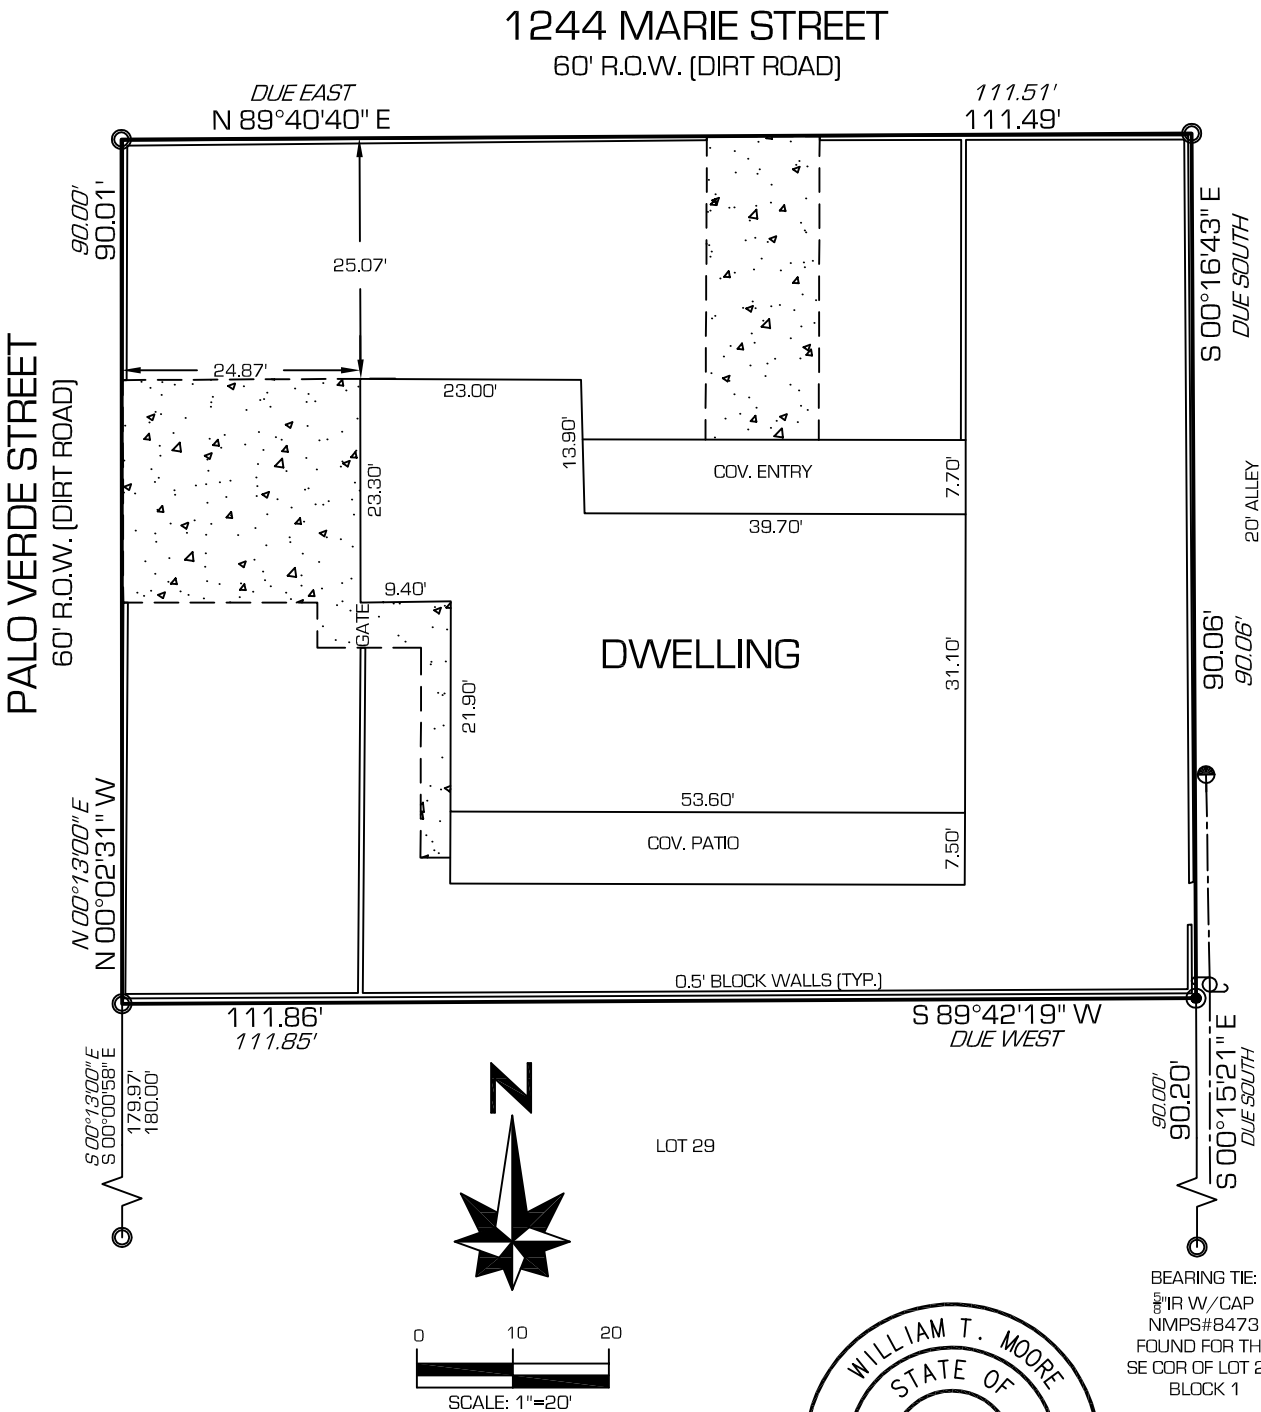 1244 MARIE STREET
60' R.O.W. (DIRT ROAD)
DUE EAST
N 89°40'40" E
111.51'
111.49'
90.00'
90.01'
25.07'
24.87'
23.00'
13.90'
COV. ENTRY
7.70'
39.70'
23.30'
9.40'
GATE
DWELLING
31.10'
21.90'
53.60'
COV. PATIO
7.50'
PALO VERDE STREET
60' R.O.W. (DIRT ROAD)
N 00°13'00" E
N 00°02'31" W
S 00°16'43" E
DUE SOUTH
20' ALLEY
90.06'
90.06'
0.5' BLOCK WALLS (TYP.)
111.86'
111.85'
S 89°42'19" W
DUE WEST
S 00°13'00" E
S 00°00'58" E
179.97'
180.00'
90.00'
90.20'
S 00°15'21" E
DUE SOUTH
N
LOT 29
0 10 20
SCALE: 1"=20'
WILLIAM T. MOORE
STATE OF
BEARING TIE:
5/8"IR W/CAP
NMPS#8473
FOUND FOR TH
SE COR OF LOT 2
BLOCK 1